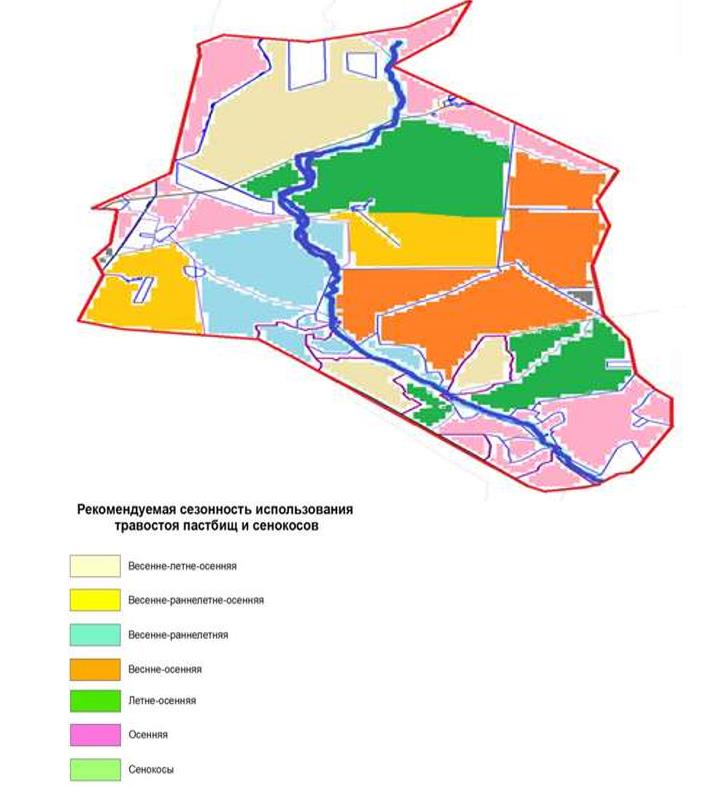 Рекомендуемая сезонность использования
травостоя пастбищ и сенокосов
Весенне-летне-осенняя
Весенне-раннелетне-осенняя
Весенне-раннелетняя
Веснне-осенняя
Летне-осенняя
Осенняя
Сенокосы